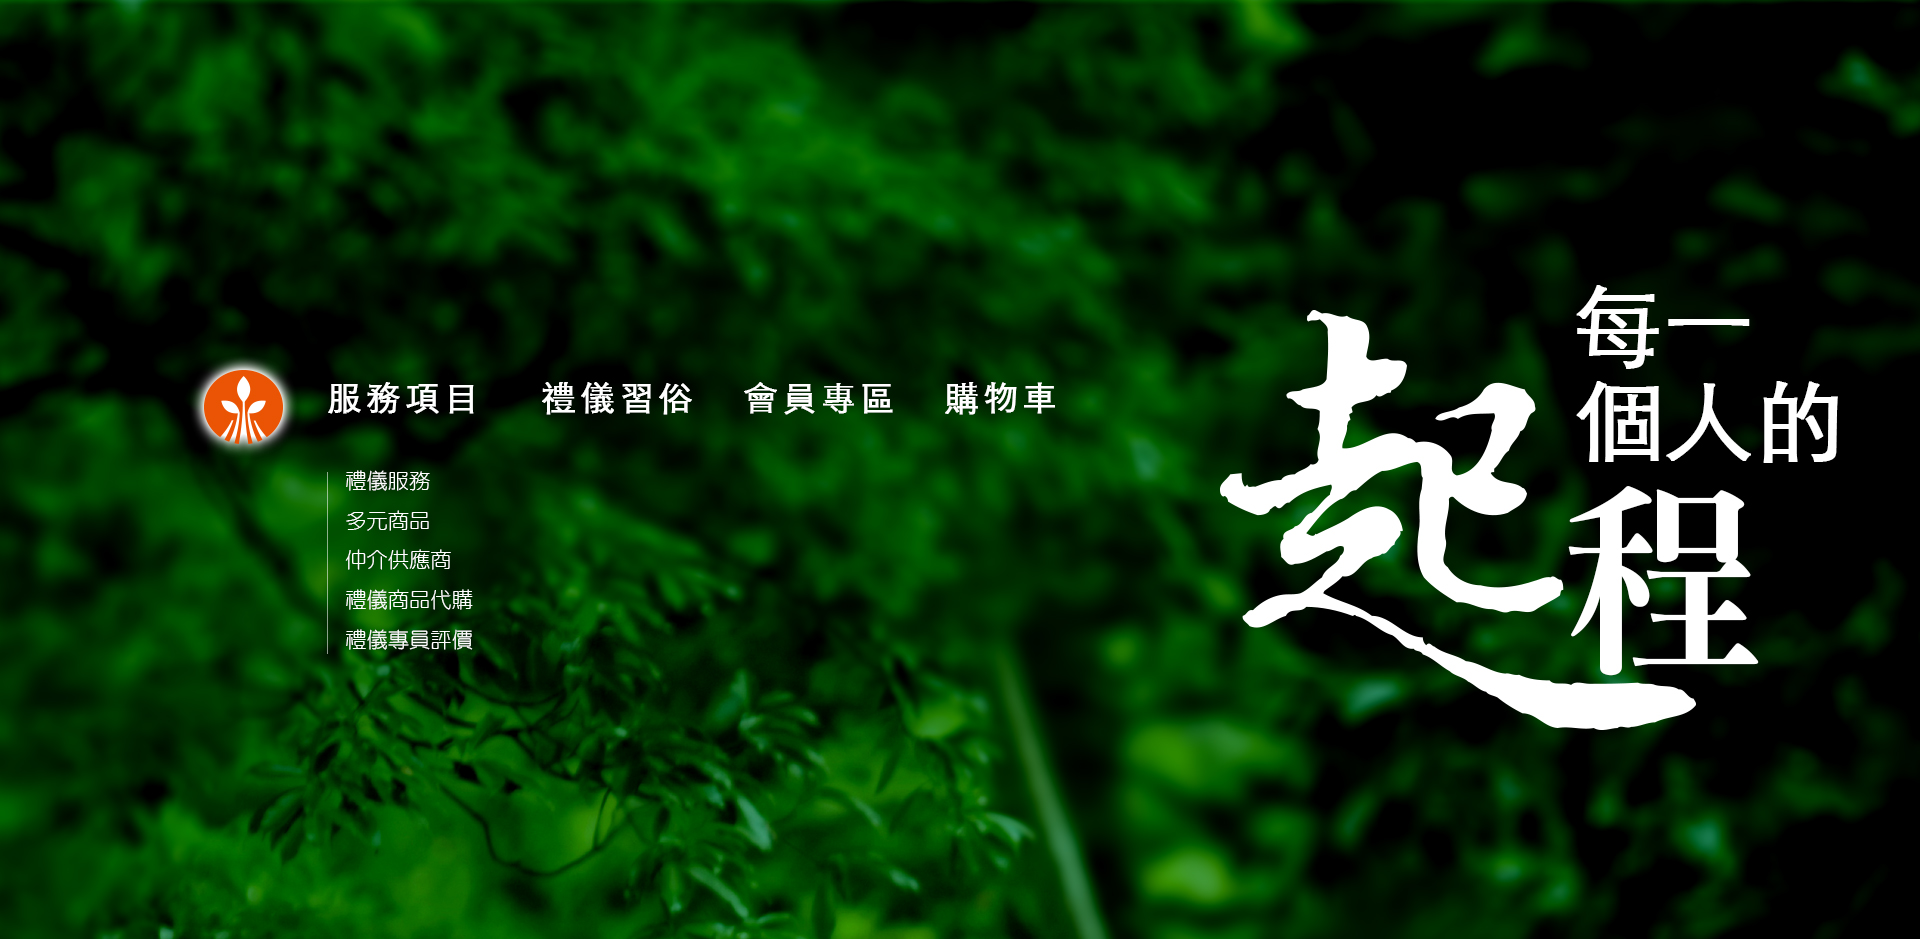 服務項目
禮儀習俗
會員專區
購物車
禮儀服務
多元商品
仲介供應商
禮儀商品代購
禮儀專員評價
每一
個人的
起程